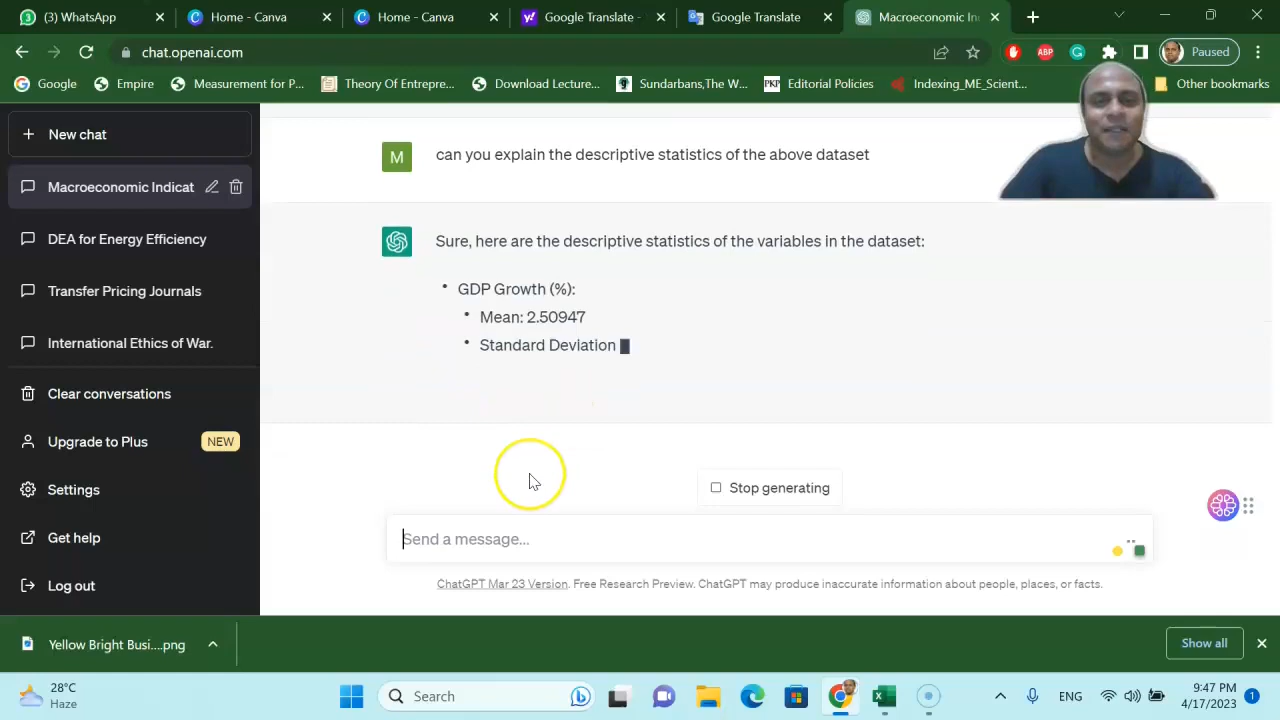 3
WhatsApp
Home - Canva
Home - Canva
Google Translate -
Google Translate
Macroeconomic In
chat.openai.com
ABP
Paused
Google
Empire
Measurement for P...
Theory Of Entrepre...
Download Lecture...
Sundarbans,The W...
PKP
Editorial Policies
Indexing_ME_Scient...
Other bookmarks
New chat
Macroeconomic Indicat
DEA for Energy Efficiency
Transfer Pricing Journals
International Ethics of War.
Clear conversations
Upgrade to Plus
NEW
Settings
Get help
Log out
M
can you explain the descriptive statistics of the above dataset
Sure, here are the descriptive statistics of the variables in the dataset:
• GDP Growth (%):
• Mean: 2.50947
• Standard Deviation
Stop generating
Send a message...
ChatGPT Mar 23 Version. Free Research Preview. ChatGPT may produce inaccurate information about people, places, or facts.
Yellow Bright Busi....png
Show all
28°C
Haze
Search
ENG
9:47 PM
4/17/2023
1